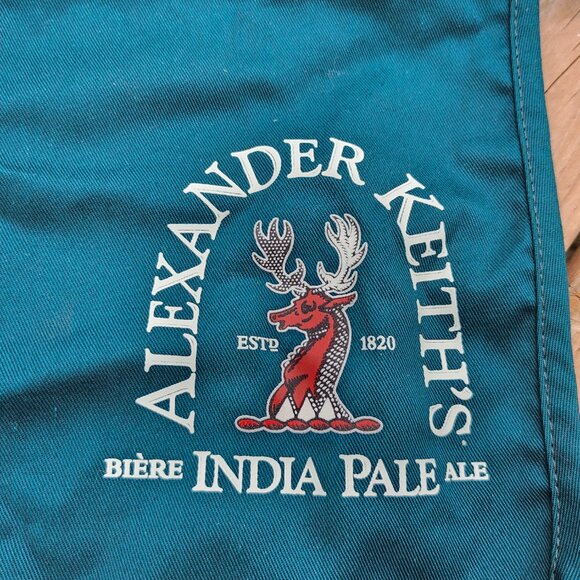 ALEXANDER KEITH'S.
ESTD 1820
BIÈRE INDIA PALE ALE